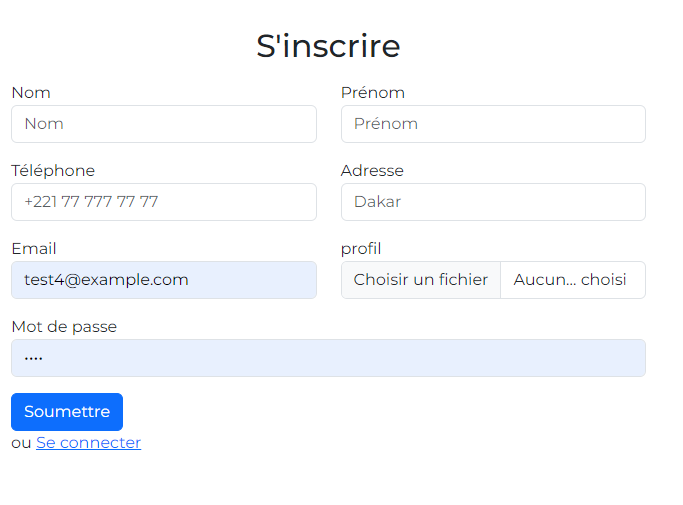 S'inscrire
Nom Prénom
Nom Prénom
Téléphone Adresse
+221 77 777 77 77 Dakar
Email profil
test4@example.com Choisir un fichier Aucun... choisi
Mot de passe
••••
Soumettre
ou Se connecter